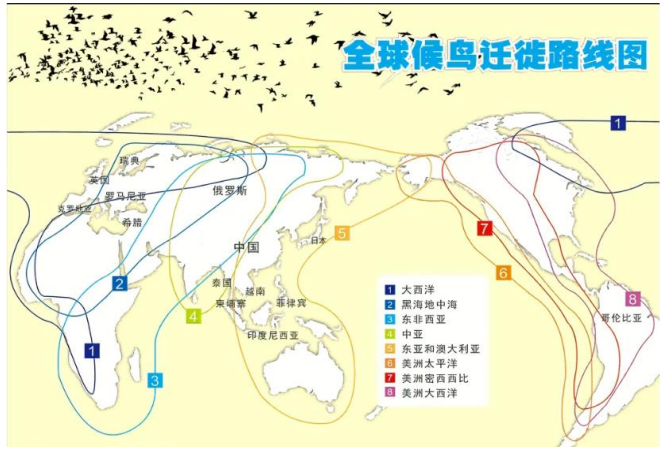 全球候鸟迁徙路线图
1
瑞典
英国
俄罗斯
罗马尼亚
克罗地亚
希腊
中国
日本
5
7
6
2
泰国
越南
4
柬埔寨
菲律宾
印度尼西亚
8
哥伦比亚
1
3
1 大西洋
2 黑海地中海
3 东非西亚
4 中亚
5 东亚和澳大利亚
6 美洲太平洋
7 美洲密西西比
8 美洲大西洋